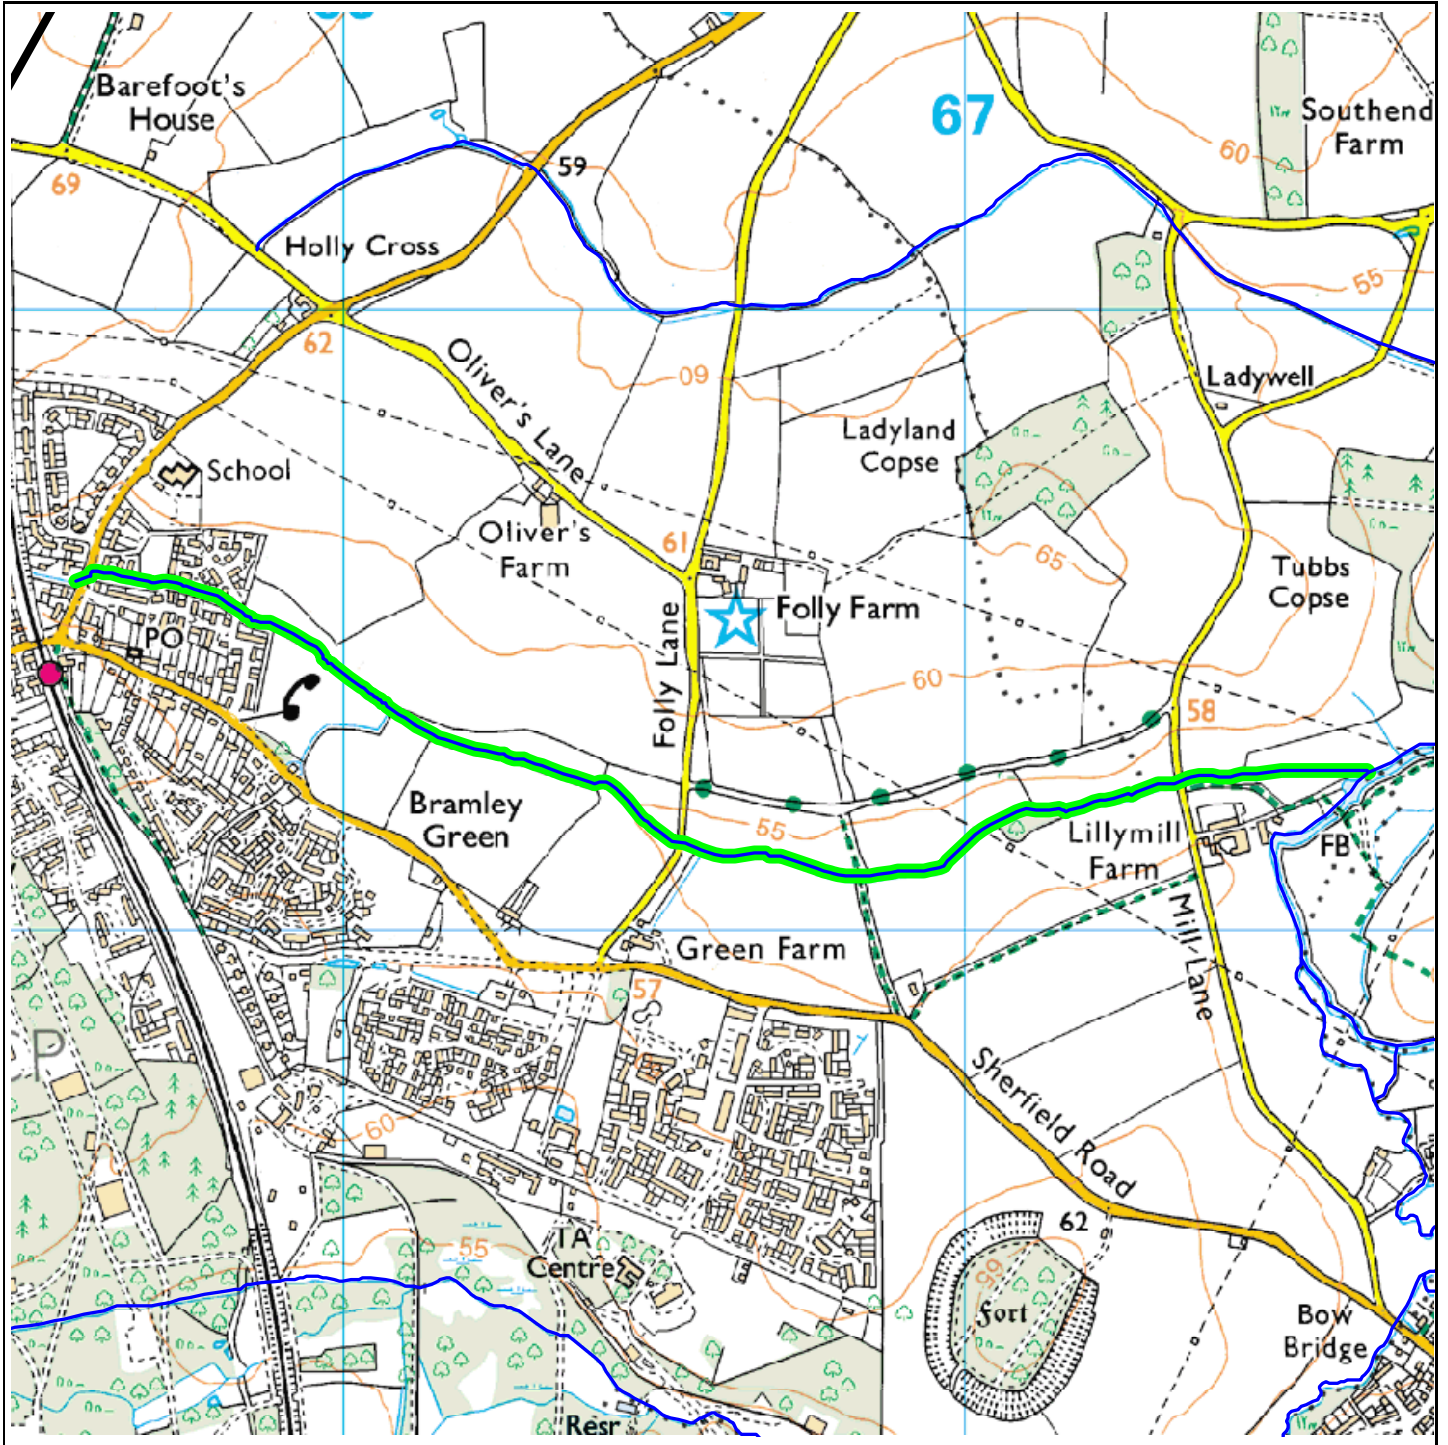 Barefoot's
House
67
Southend
Farm
60
59
69
Holly Cross
55
62
Oliver's Lane
09
Ladywell
Ladyland
Copse
School
Oliver's
Farm
61
65
Tubbs
Copse
Folly Farm
PO
Folly Lane
60
58
Bramley
Green
55
Lillymill
Farm
FB
Mill Lane
Green Farm
57
P
Sherfield Road
60
62
TA
Centre
55
65
Fort
Bow
Bridge
Resr